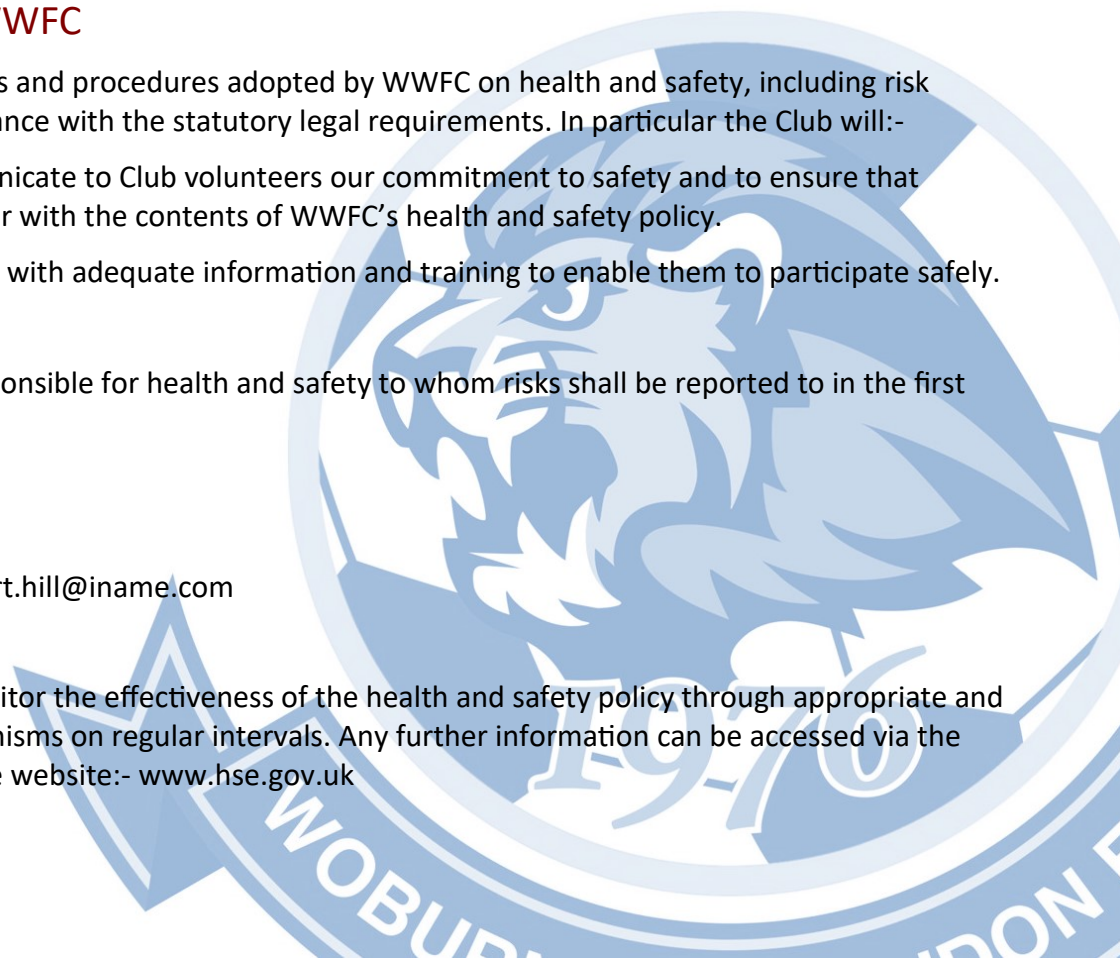 WWFC
s and procedures adopted by WWFC on health and safety, including risk
ance with the statutory legal requirements. In particular the Club will:-
nicate to Club volunteers our commitment to safety and to ensure that
r with the contents of WWFC’s health and safety policy.
with adequate information and training to enable them to participate safely.
onsible for health and safety to whom risks shall be reported to in the first
rt.hill@iname.com
itor the effectiveness of the health and safety policy through appropriate and
nisms on regular intervals. Any further information can be accessed via the
e website:- www.hse.gov.uk
1976